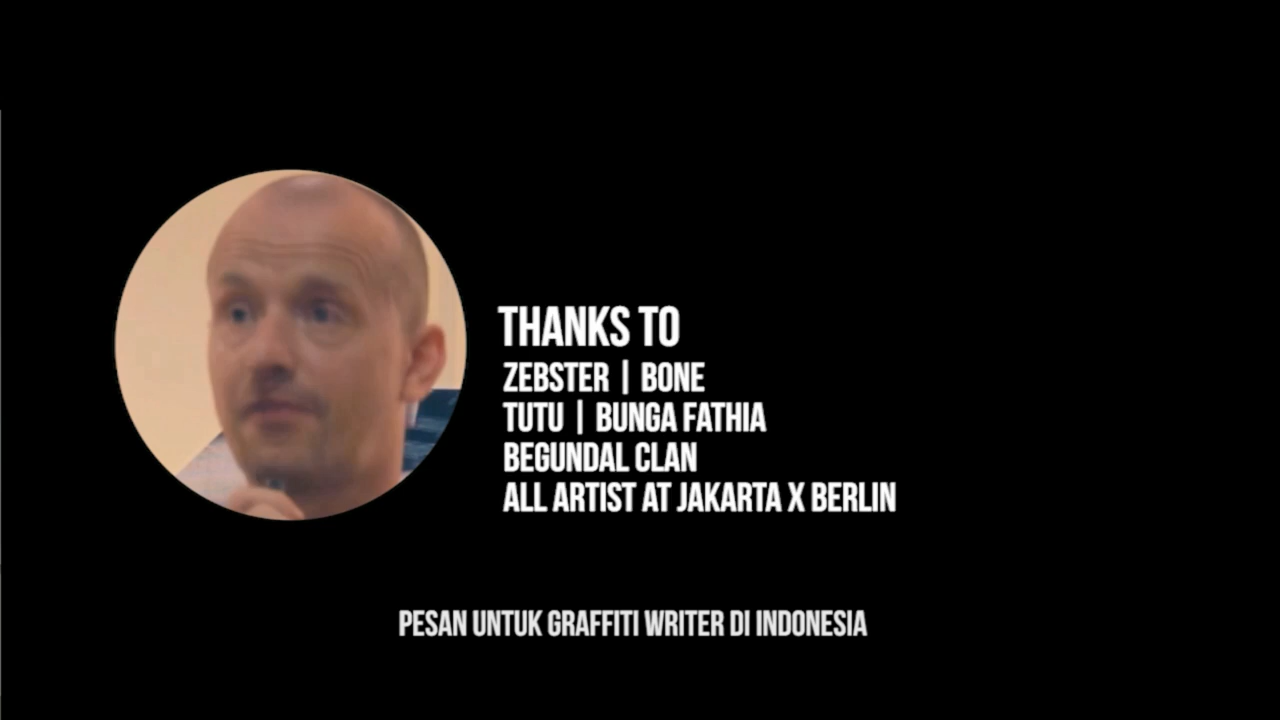 THANKS TO
ZEBSTER | BONE
TUTU | BUNGA FATHIA
BEGUNDAL CLAN
ALL ARTIST AT JAKARTA X BERLIN
PESAN UNTUK GRAFFITI WRITER DI INDONESIA